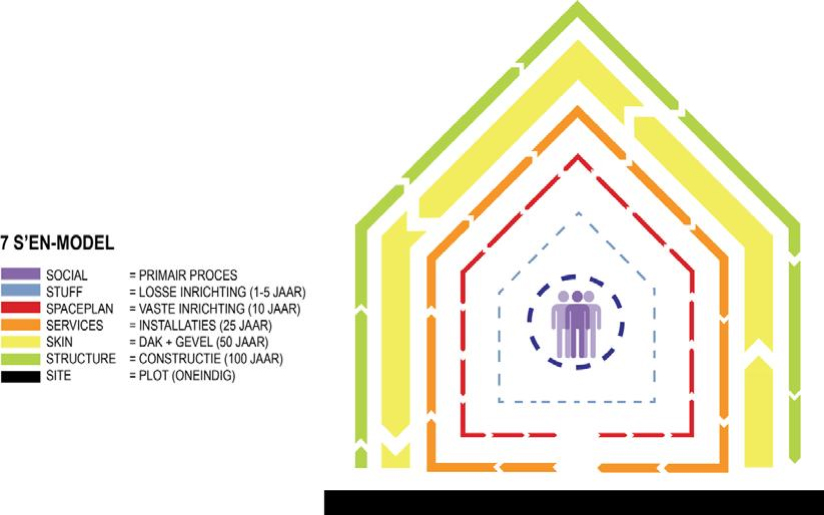 7 S'EN-MODEL
SOCIAL = PRIMAIR PROCES
STUFF = LOSSE INRICHTING (1-5 JAAR)
SPACEPLAN = VASTE INRICHTING (10 JAAR)
SERVICES = INSTALLATIES (25 JAAR)
SKIN = DAK + GEVEL (50 JAAR)
STRUCTURE = CONSTRUCTIE (100 JAAR)
SITE = PLOT (ONEINDIG)